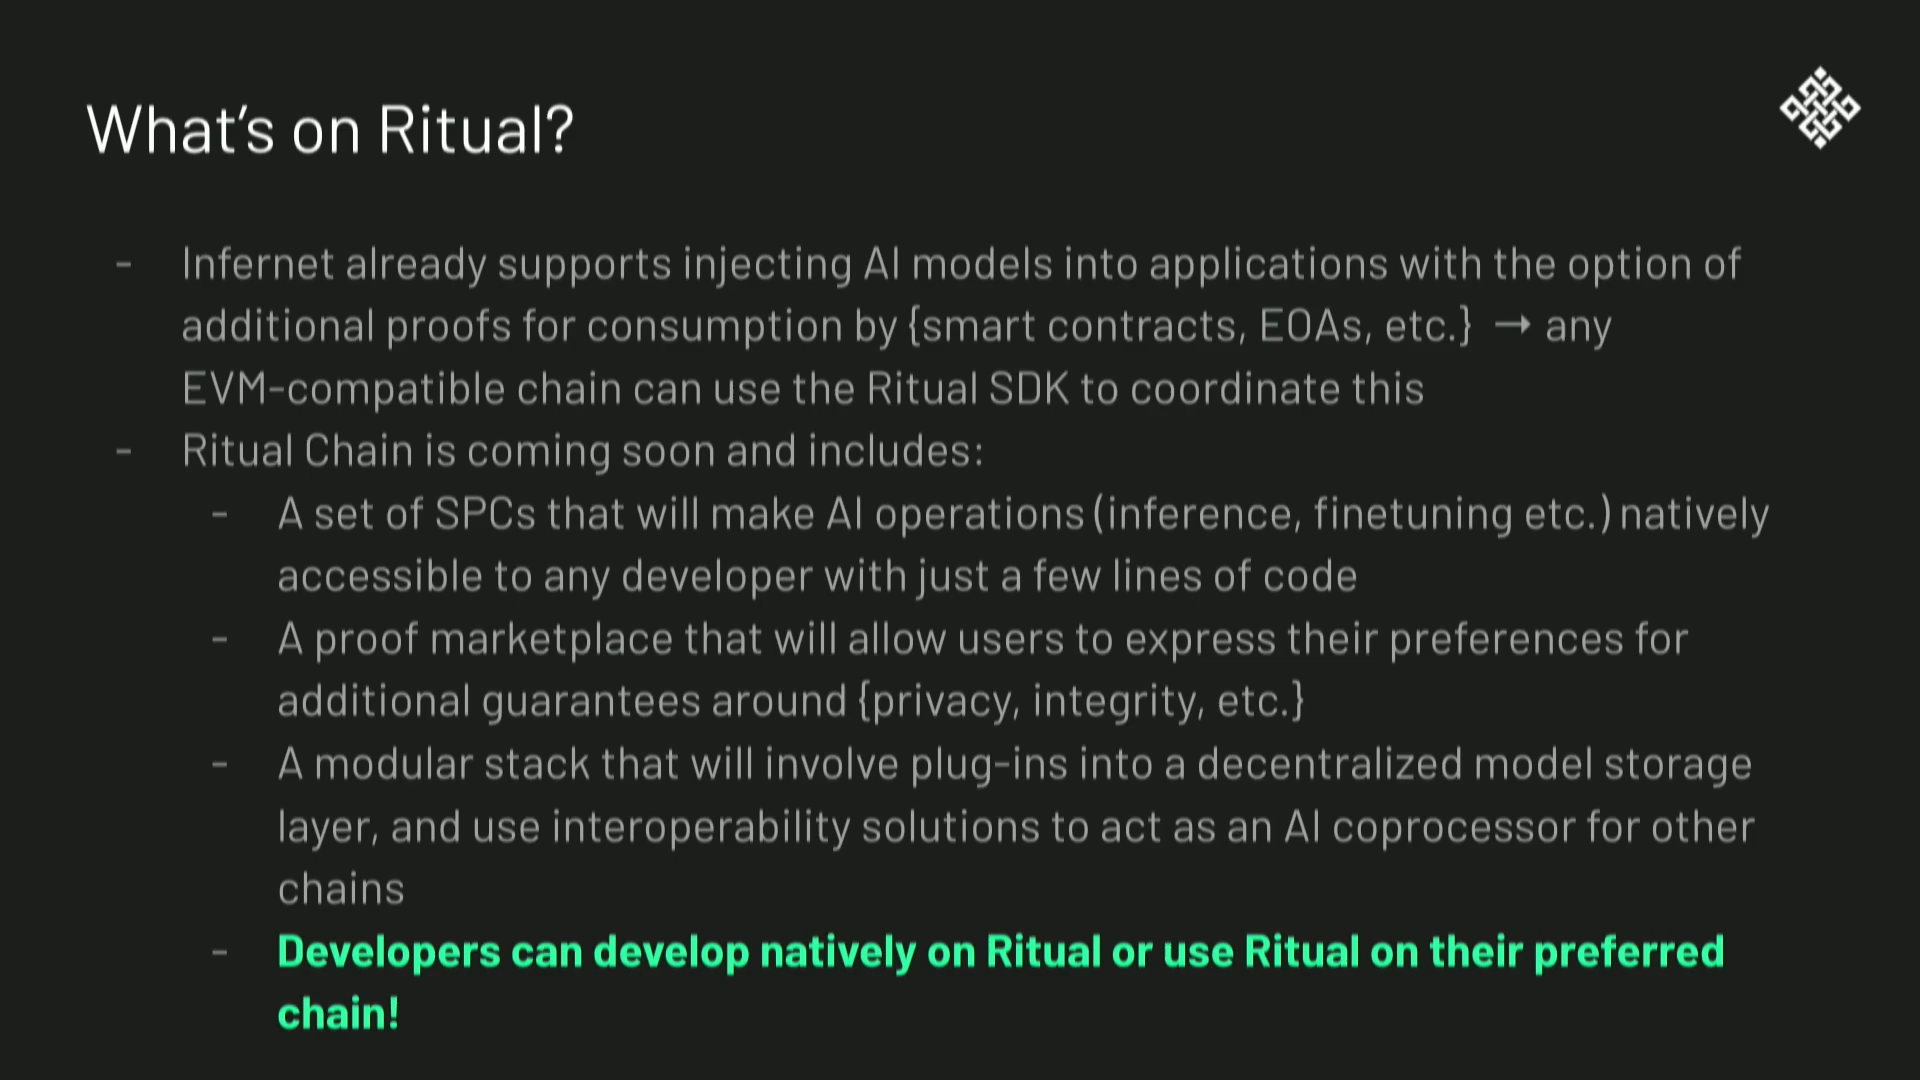 What's on Ritual?
- Infernet already supports injecting AI models into applications with the option of
additional proofs for consumption by {smart contracts, EOAs, etc.} → any
EVM-compatible chain can use the Ritual SDK to coordinate this
- Ritual Chain is coming soon and includes:
- A set of SPCs that will make AI operations (inference, finetuning etc.) natively
accessible to any developer with just a few lines of code
- A proof marketplace that will allow users to express their preferences for
additional guarantees around {privacy, integrity, etc.}
- A modular stack that will involve plug-ins into a decentralized model storage
layer, and use interoperability solutions to act as an AI coprocessor for other
chains
- Developers can develop natively on Ritual or use Ritual on their preferred
chain!